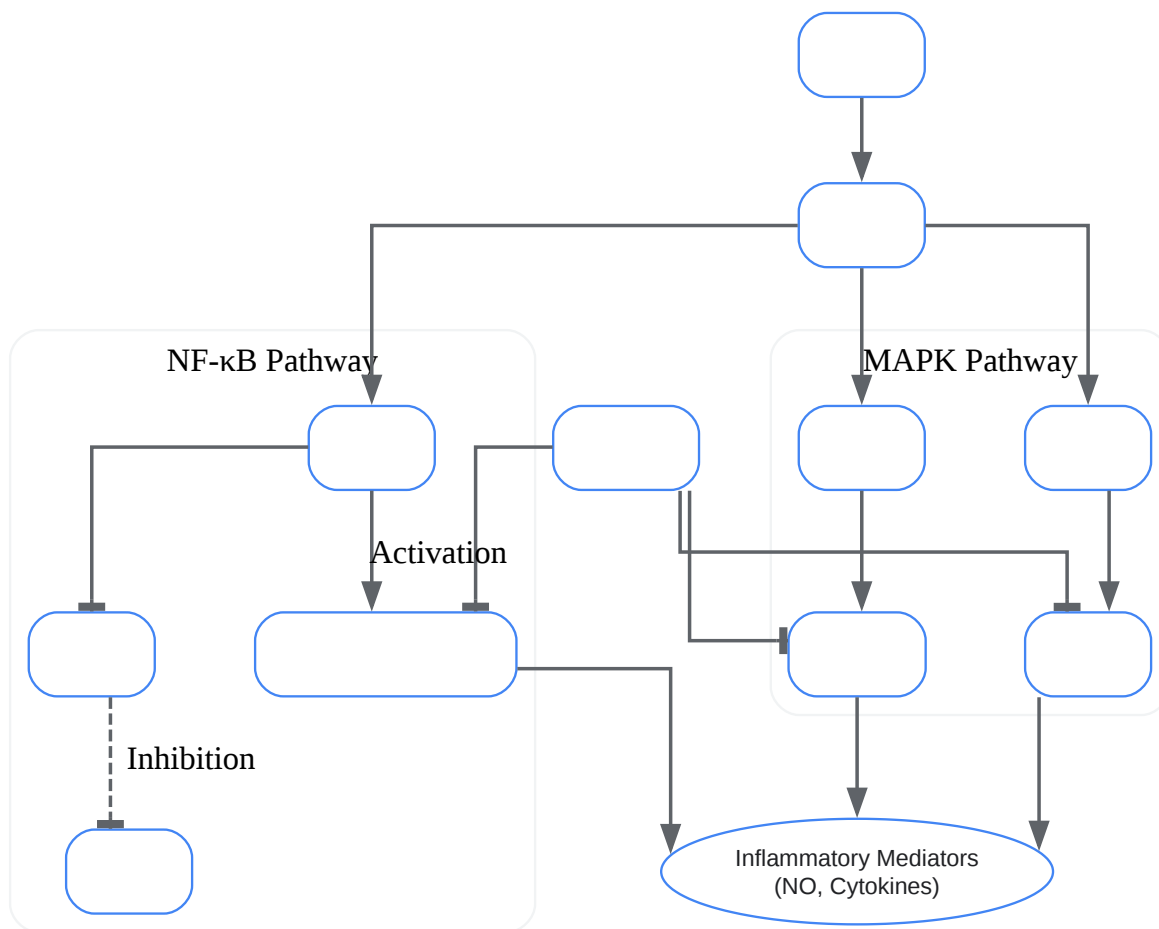 NF-κB Pathway
MAPK Pathway
Activation
Inhibition
Inflammatory Mediators
(NO, Cytokines)